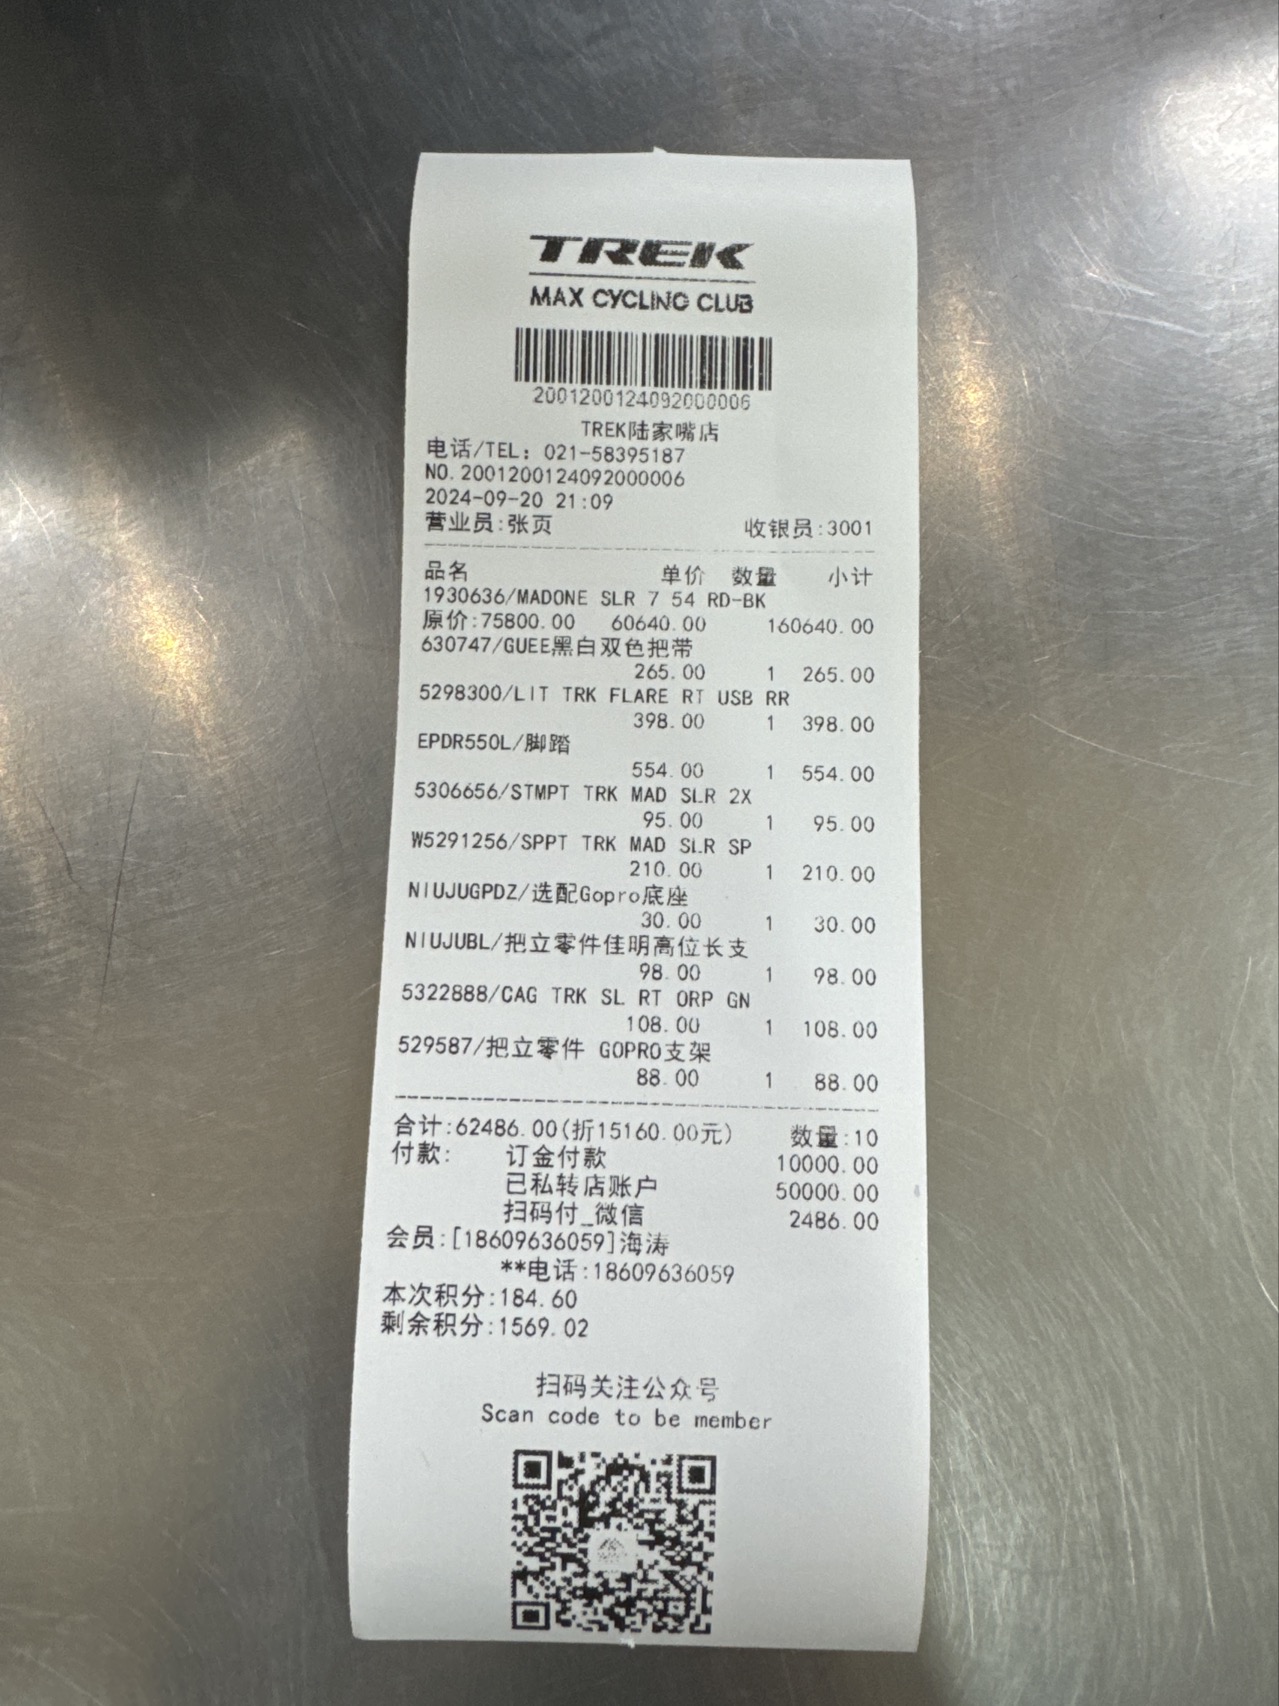 TREK
MAX CYCLING CLUB
2001200124092000006
TREK陆家嘴店
电话/TEL: 021-58395187
NO.2001200124092000006
2024-09-20 21:09
营业员:张页 收银员:3001
品名 单价 数量 小计
1930636/MADONE SLR 7 54 RD-BK
原价:75800.00 60640.00 160640.00
630747/GUEE黑白双色把带
265.00 1 265.00
5298300/LIT TRK FLARE RT USB RR
398.00 1 398.00
EPDR550L/脚踏
554.00 1 554.00
5306656/STMPT TRK MAD SLR 2X
95.00 1 95.00
W5291256/SPPT TRK MAD SLR SP
210.00 1 210.00
NIUJUGPDZ/选配Gopro底座
30.00 1 30.00
NIUJUBL/把立零件佳明高位长支
98.00 1 98.00
5322888/CAG TRK SL RT ORP GN
108.00 1 108.00
529587/把立零件 GOPRO支架
88.00 1 88.00
合计:62486.00(折15160.00元) 数量:10
付款: 订金付款 10000.00
已私转店账户 50000.00
扫码付_微信 2486.00
会员:[18609636059]海涛
**电话:18609636059
本次积分:184.60
剩余积分:1569.02
扫码关注公众号
Scan code to be member